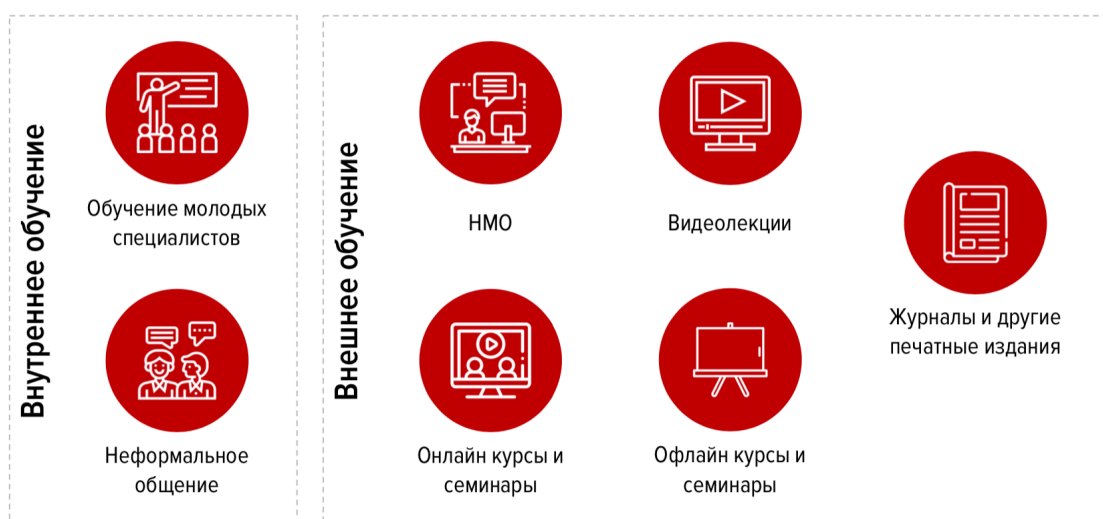 Внутреннее обучение
Обучение молодых
специалистов
Неформальное
общение
Внешнее обучение
НМО
Видеолекции
Онлайн курсы и
семинары
Офлайн курсы и
семинары
Журналы и другие
печатные издания